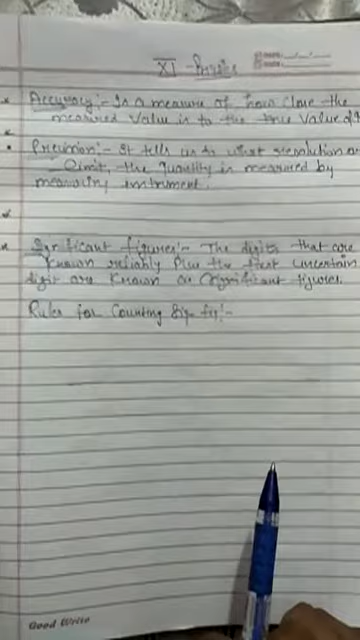 XI - Physics
Accuracy :- Is a measure of how close the
measured value is to the true value of
Precision :- It tells us to what resolution or
Limit, the quantity is measured by
measuring instrument.
Significant figures :- The digits that are
known reliably plus the first uncertain
digit are known as significant figures.
Rules for Counting Sig. fig :-
Good Write